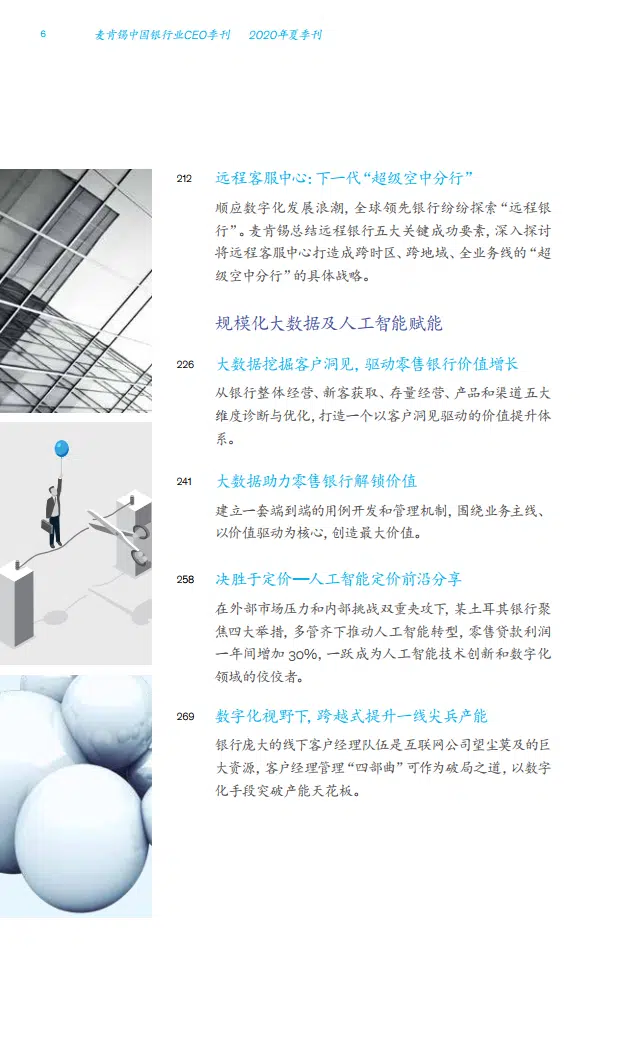 6
麦肯锡中国银行业CEO季刊 2020年夏季刊
212 远程客服中心：下一代“超级空中分行”
顺应数字化发展浪潮，全球领先银行纷纷探索“远程银
行”。麦肯锡总结远程银行五大关键成功要素，深入探讨
将远程客服中心打造成跨时区、跨地域、全业务线的“超
级空中分行”的具体战略。
规模化大数据及人工智能赋能
226 大数据挖掘客户洞见，驱动零售银行价值增长
从银行整体经营、新客获取、存量经营、产品和渠道五大
维度诊断与优化，打造一个以客户洞见驱动的价值提升体
系。
241 大数据助力零售银行解锁价值
建立一套端到端的用例开发和管理机制，围绕业务主线、
以价值驱动为核心，创造最大价值。
258 决胜于定价——人工智能定价前沿分享
在外部市场压力和内部挑战双重夹攻下，某土耳其银行聚
焦四大举措，多管齐下推动人工智能转型，零售贷款利润
一年间增加 30%，一跃成为人工智能技术创新和数字化
领域的佼佼者。
269 数字化视野下，跨越式提升一线尖兵产能
银行庞大的线下客户经理队伍是互联网公司望尘莫及的巨
大资源，客户经理管理“四部曲”可作为破局之道，以数字
化手段突破产能天花板。